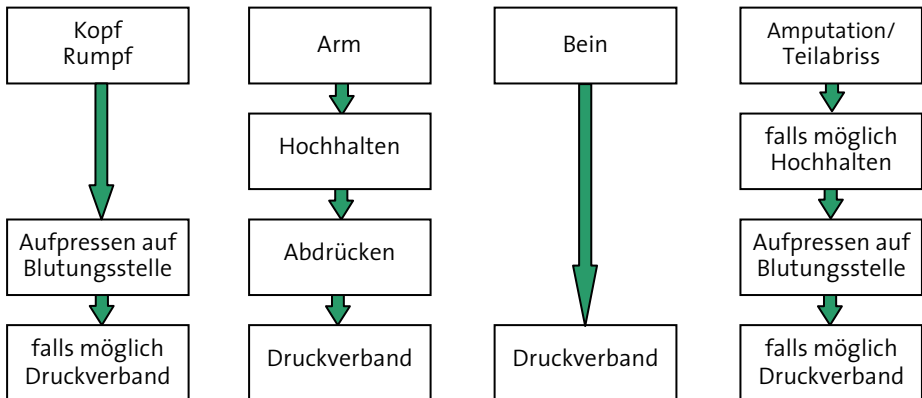 Kopf
Rumpf
Arm
Bein
Amputation/
Teilabriss
Hochhalten
falls möglich
Hochhalten
Aufpressen auf
Blutungsstelle
Abdrücken
Aufpressen auf
Blutungsstelle
falls möglich
Druckverband
Druckverband
Druckverband
falls möglich
Druckverband